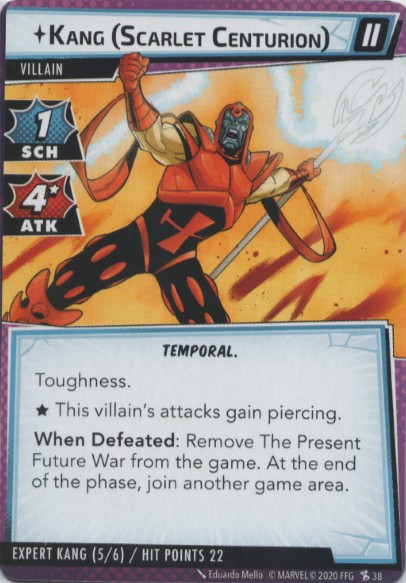 Kang (Scarlet Centurion)
II
VILLAIN
1
SCH
4★
ATK
TEMPORAL.
Toughness.
★ This villain's attacks gain piercing.
When Defeated: Remove The Present
Future War from the game. At the end
of the phase, join another game area.
EXPERT KANG (5/6) / HIT POINTS 22
Eduardo Mello © MARVEL © 2020 FFG 38